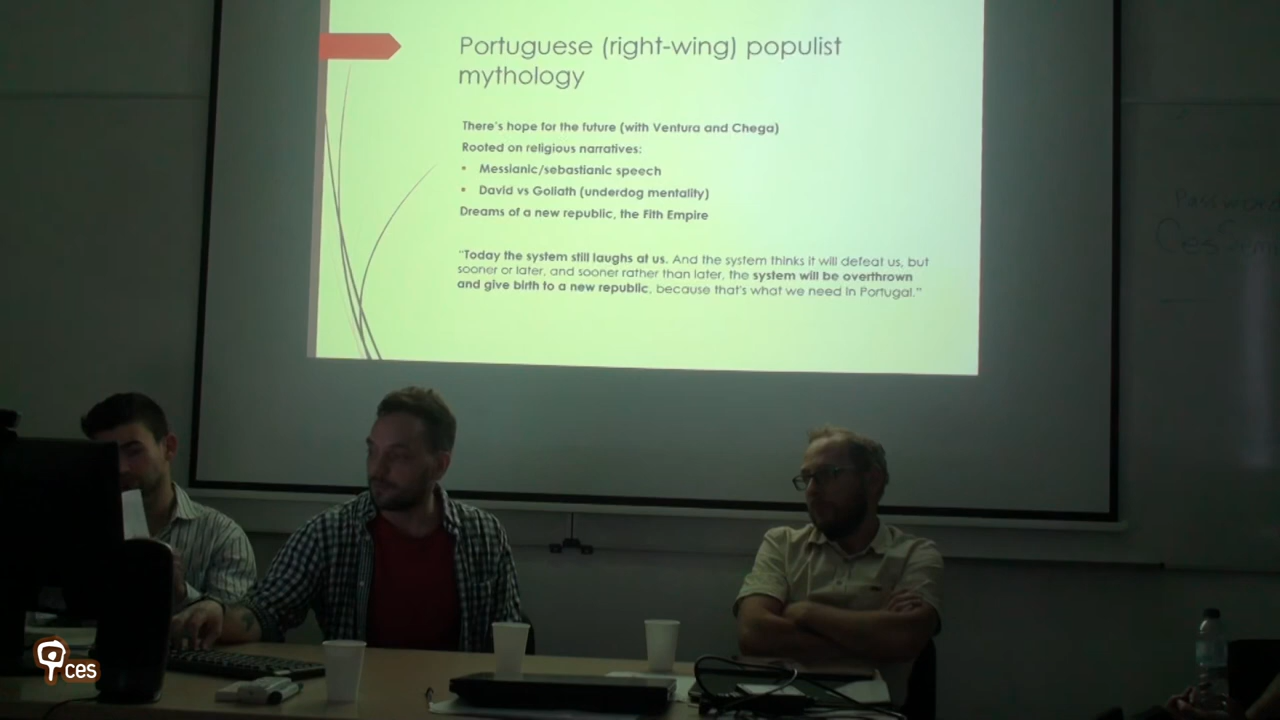 Portuguese (right-wing) populist
mythology
There's hope for the future (with Ventura and Chega)
Rooted on religious narratives:
• Messianic/sebastianic speech
• David vs Goliath (underdog mentality)
Dreams of a new republic, the Fith Empire
"Today the system still laughs at us. And the system thinks it will defeat us, but
sooner or later, and sooner rather than later, the system will be overthrown
and give birth to a new republic, because that's what we need in Portugal."
ces